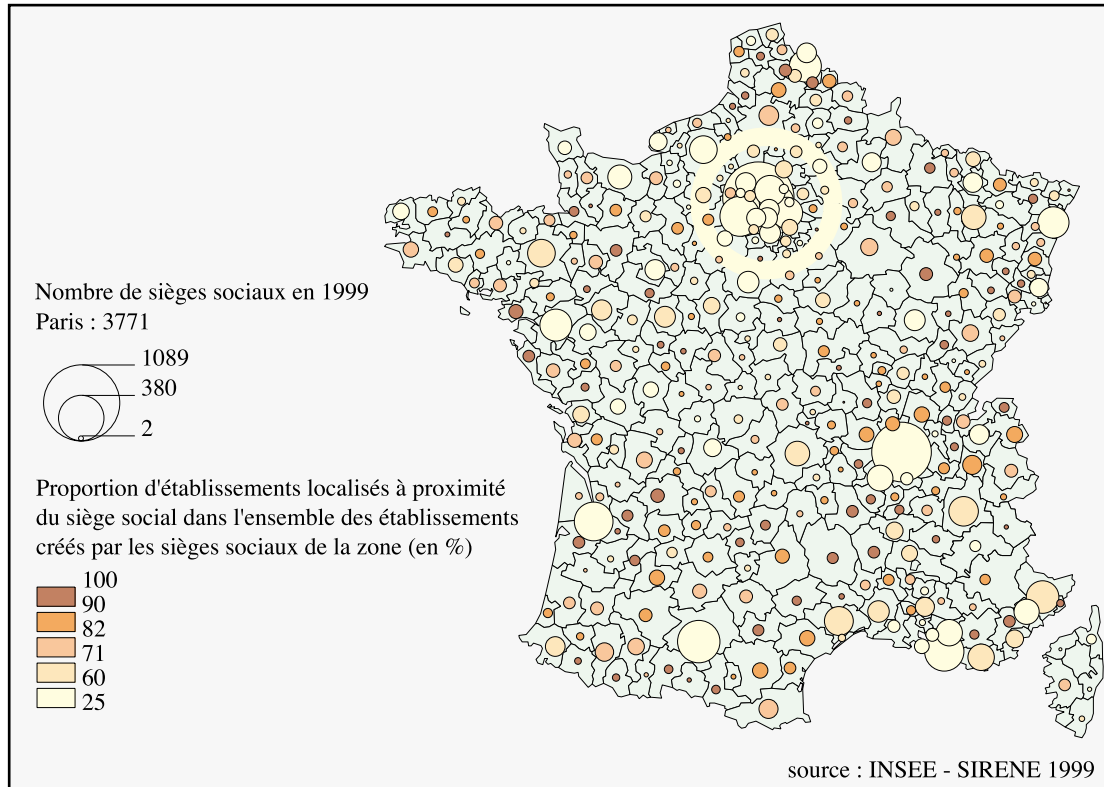 Nombre de sièges sociaux en 1999
Paris : 3771
1089
380
2
Proportion d'établissements localisés à proximité
du siège social dans l'ensemble des établissements
créés par les sièges sociaux de la zone (en %)
100
90
82
71
60
25
source : INSEE - SIRENE 1999